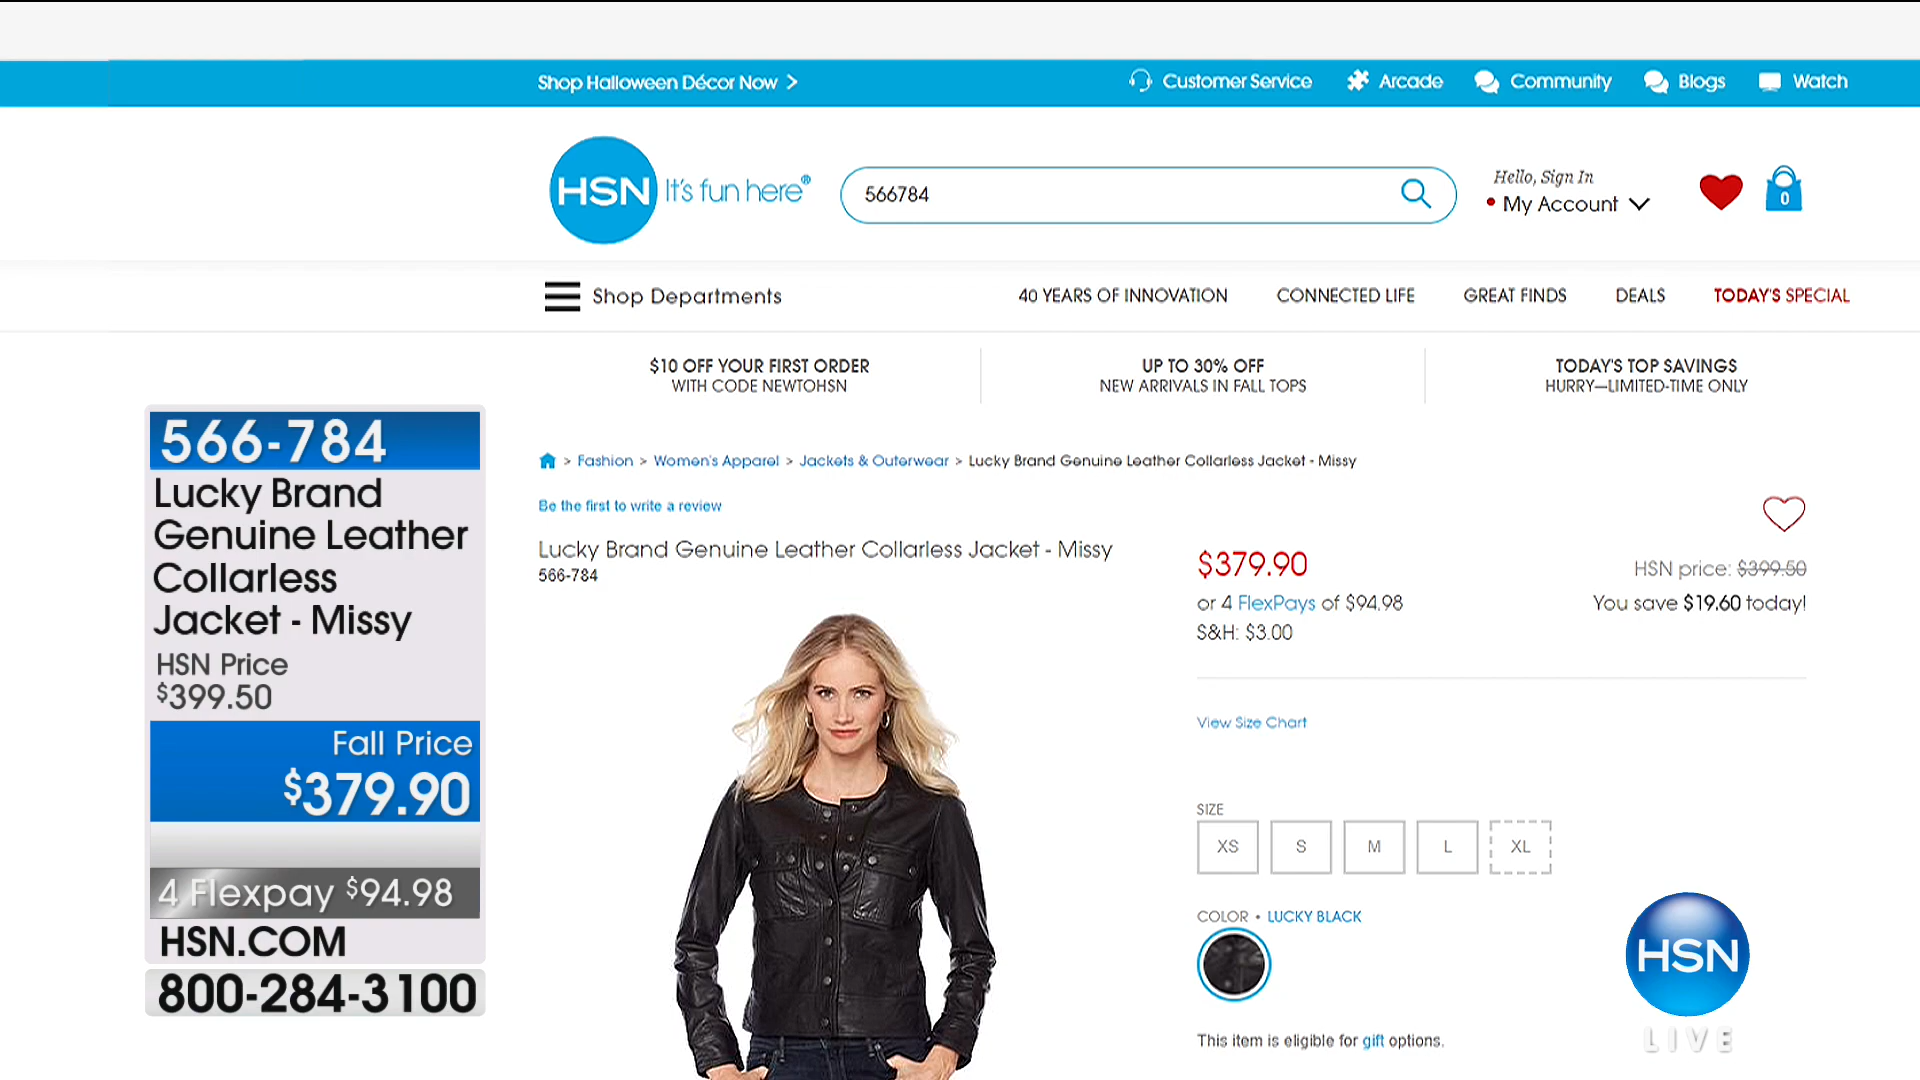 Shop Halloween Décor Now >
Customer Service
Arcade
Community
Blogs
Watch
HSN It's fun here®
566784
Hello, Sign In
• My Account
0
Shop Departments
40 YEARS OF INNOVATION
CONNECTED LIFE
GREAT FINDS
DEALS
TODAY'S SPECIAL
$10 OFF YOUR FIRST ORDER
WITH CODE NEWTOHSN
UP TO 30% OFF
NEW ARRIVALS IN FALL TOPS
TODAY'S TOP SAVINGS
HURRY—LIMITED-TIME ONLY
566-784
Lucky Brand
Genuine Leather
Collarless
Jacket - Missy
HSN Price
$399.50
Fall Price
$379.90
4 Flexpay $94.98
HSN.COM
800-284-3100
> Fashion > Women's Apparel > Jackets & Outerwear > Lucky Brand Genuine Leather Collarless Jacket - Missy
Be the first to write a review
Lucky Brand Genuine Leather Collarless Jacket - Missy
566-784
$379.90
HSN price: $399.50
or 4 FlexPays of $94.98
You save $19.60 today!
S&H: $3.00
View Size Chart
SIZE
XS
S
M
L
XL
COLOR • LUCKY BLACK
This item is eligible for gift options.
HSN
LIVE